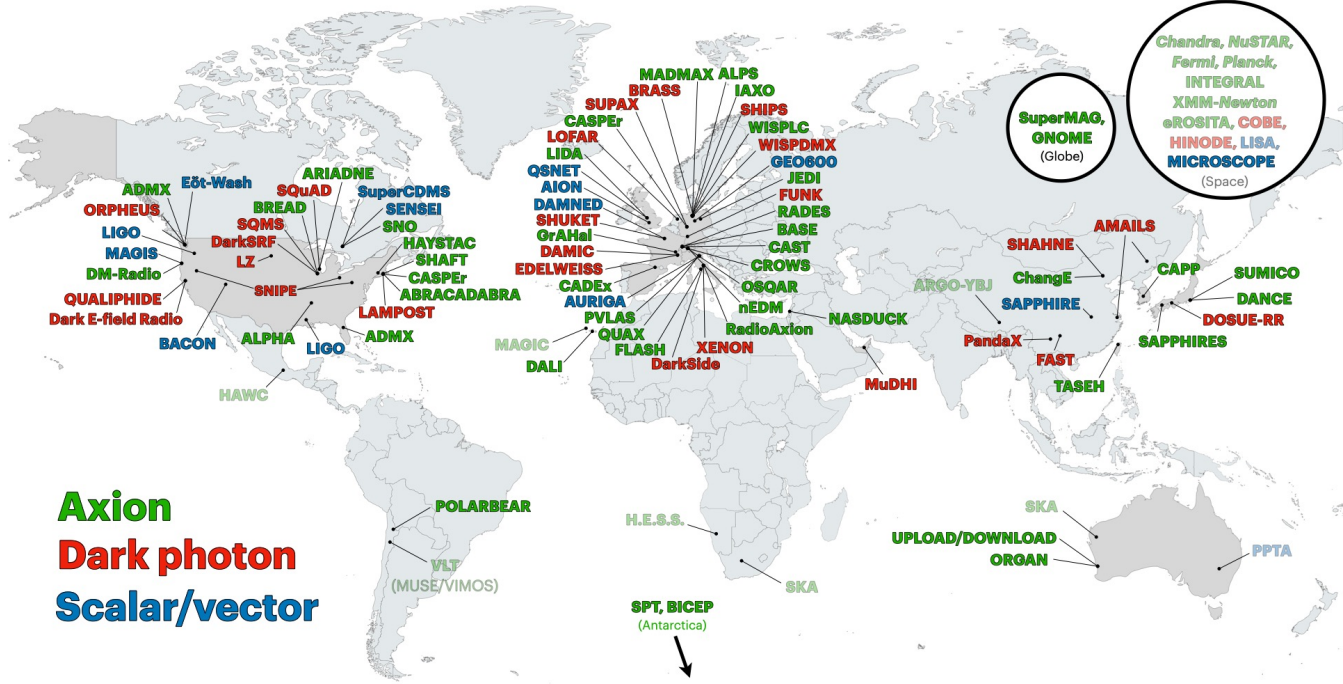 Chandra, NuSTAR,
Fermi, Planck,
INTEGRAL
XMM-Newton
eROSITA, COBE,
HINODE, LISA,
MICROSCOPE
(Space)
SuperMAG,
GNOME
(Globe)
ADMX
Eöt-Wash
ORPHEUS
LIGO
MAGIS
DM-Radio
QUALIPHIDE
Dark E-field Radio
BACON
ARIADNE
SQuAD
BREAD
SQMS
DarkSRF
LZ
SNIPE
SuperCDMS
SENSEI
SNO
HAYSTAC
SHAFT
CASPEr
ABRACADABRA
LAMPOST
ADMX
LIGO
ALPHA
HAWC
MADMAX
BRASS
SUPAX
CASPEr
LOFAR
LIDA
QSNET
AION
DAMNED
SHUKET
GrAHal
DAMIC
EDELWEISS
CADEx
AURIGA
PVLAS
QUAX
FLASH
DarkSide
MAGIC
DALI
ALPS
IAXO
SHIPS
WISPLC
WISPDMX
GEO600
JEDI
FUNK
RADES
BASE
CAST
CROWS
OSQAR
nEDM
RadioAxion
XENON
NASDUCK
MuDHI
SHAHNE
AMAILS
ChangE
ARGO-YBJ
SAPPHIRE
PandaX
FAST
TASEH
CAPP
SUMICO
DANCE
DOSUE-RR
SAPPHIRES
Axion
Dark photon
Scalar/vector
POLARBEAR
VLT
(MUSE/VIMOS)
H.E.S.S.
SKA
SPT, BICEP
(Antarctica)
SKA
UPLOAD/DOWNLOAD
ORGAN
PPTA